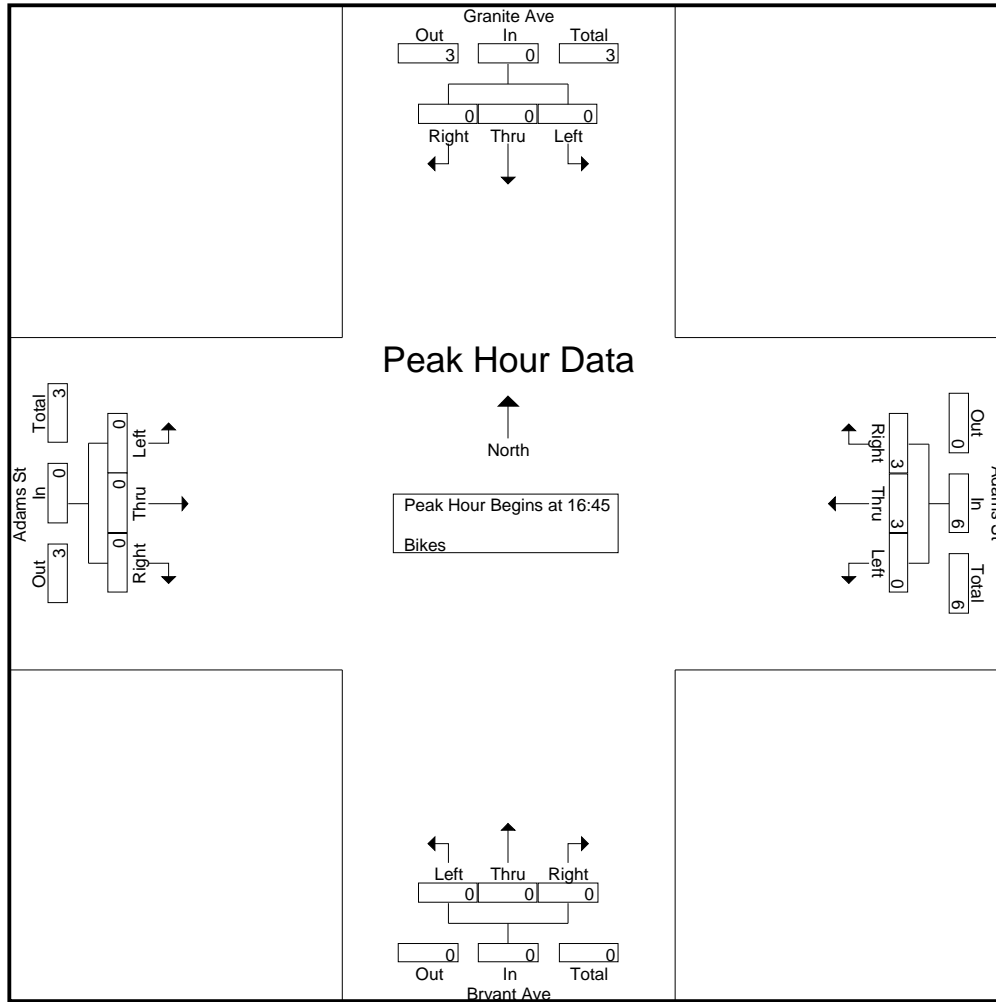 Granite Ave
Out In Total
3 0 3
0 0 0
Right Thru Left
Peak Hour Data
North
Peak Hour Begins at 16:45
Bikes
Adams St
Out In Total
3 0 3
Left Thru Right
0 0 0
Adams St
Out In Total
0 6 6
Right Thru Left
3 3 0
Left Thru Right
0 0 0
0 0 0
Out In Total
Bryant Ave